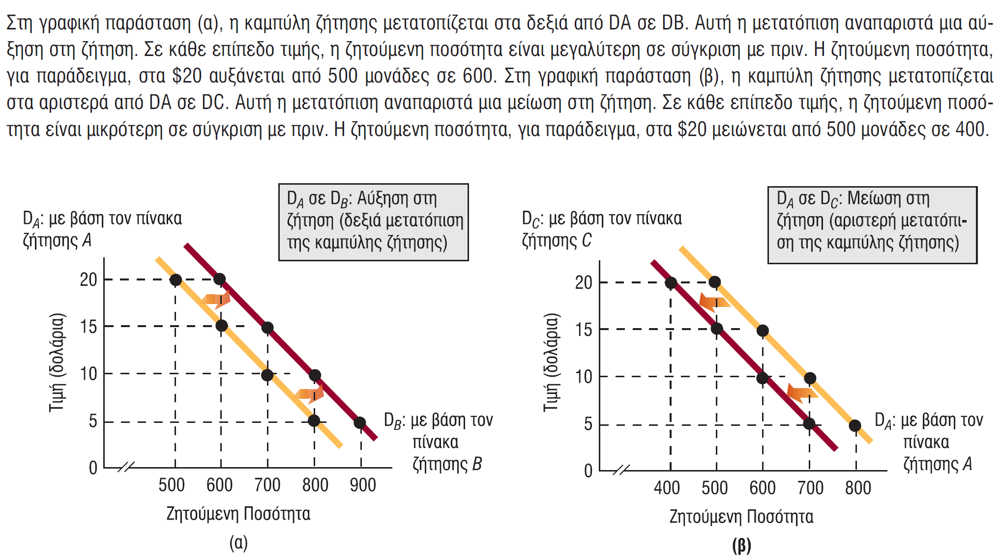 Στη γραφική παράσταση (α), η καμπύλη ζήτησης μετατοπίζεται στα δεξιά από DA σε DB. Αυτή η μετατόπιση αναπαριστά μια αύ-
ξηση στη ζήτηση. Σε κάθε επίπεδο τιμής, η ζητούμενη ποσότητα είναι μεγαλύτερη σε σύγκριση με πριν. Η ζητούμενη ποσότητα,
για παράδειγμα, στα $20 αυξάνεται από 500 μονάδες σε 600. Στη γραφική παράσταση (β), η καμπύλη ζήτησης μετατοπίζεται
στα αριστερά από DA σε DC. Αυτή η μετατόπιση αναπαριστά μια μείωση στη ζήτηση. Σε κάθε επίπεδο τιμής, η ζητούμενη ποσό-
τητα είναι μικρότερη σε σύγκριση με πριν. Η ζητούμενη ποσότητα, για παράδειγμα, στα $20 μειώνεται από 500 μονάδες σε 400.
DA σε DB: Αύξηση στη
ζήτηση (δεξιά μετατόπιση
της καμπύλης ζήτησης)
DA: με βάση τον πίνακα
ζήτησης A
20
15
10
5
0
Τιμή (δολάρια)
DB: με βάση τον
πίνακα
ζήτησης B
500 600 700 800 900
Ζητούμενη Ποσότητα
(α)
DA σε DC: Μείωση στη
ζήτηση (αριστερή μετατόπι-
ση της καμπύλης ζήτησης)
DC: με βάση τον πίνακα
ζήτησης C
20
15
10
5
0
Τιμή (δολάρια)
DA: με βάση τον
πίνακα
ζήτησης A
400 500 600 700 800
Ζητούμενη Ποσότητα
(β)